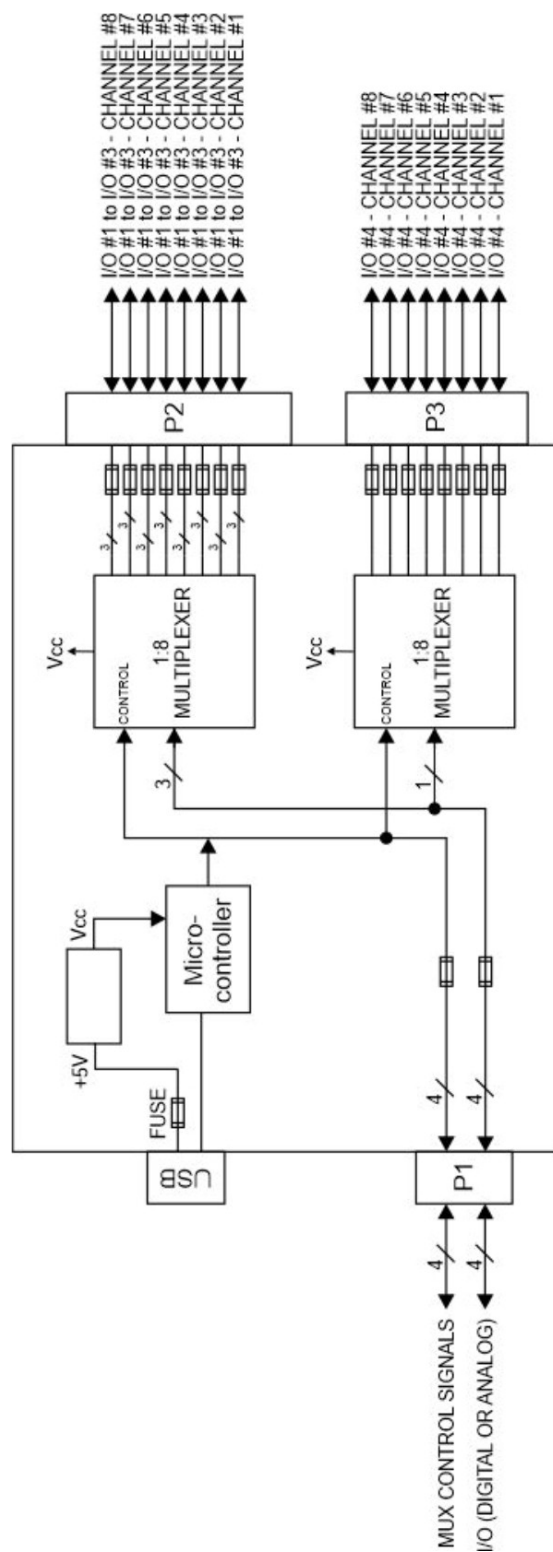 I/O #1 to I/O #3 - CHANNEL #8
I/O #1 to I/O #3 - CHANNEL #7
I/O #1 to I/O #3 - CHANNEL #6
I/O #1 to I/O #3 - CHANNEL #5
I/O #1 to I/O #3 - CHANNEL #4
I/O #1 to I/O #3 - CHANNEL #3
I/O #1 to I/O #3 - CHANNEL #2
I/O #1 to I/O #3 - CHANNEL #1
I/O #4 - CHANNEL #8
I/O #4 - CHANNEL #7
I/O #4 - CHANNEL #6
I/O #4 - CHANNEL #5
I/O #4 - CHANNEL #4
I/O #4 - CHANNEL #3
I/O #4 - CHANNEL #2
I/O #4 - CHANNEL #1
P2
P3
3
3
3
3
3
3
3
3
Vcc
CONTROL
1:8
MULTIPLEXER
Vcc
CONTROL
1:8
MULTIPLEXER
3
1
+5V
Vcc
Micro-
controller
FUSE
USB
4
4
P1
4
4
MUX CONTROL SIGNALS
I/O (DIGITAL OR ANALOG)